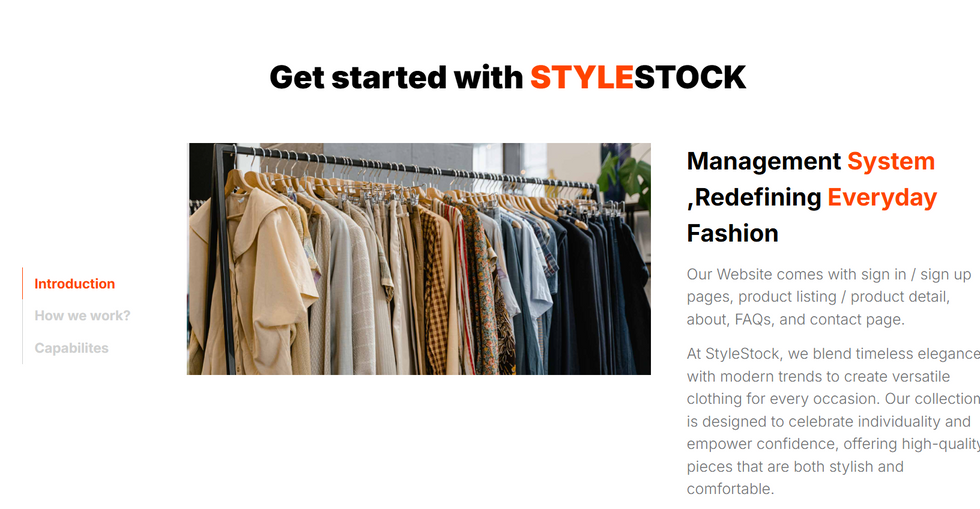 Get started with STYLESTOCK
Introduction
How we work?
Capabilites
Management System
,Redefining Everyday
Fashion
Our Website comes with sign in / sign up
pages, product listing / product detail,
about, FAQs, and contact page.
At StyleStock, we blend timeless elegance
with modern trends to create versatile
clothing for every occasion. Our collection
is designed to celebrate individuality and
empower confidence, offering high-quality
pieces that are both stylish and
comfortable.